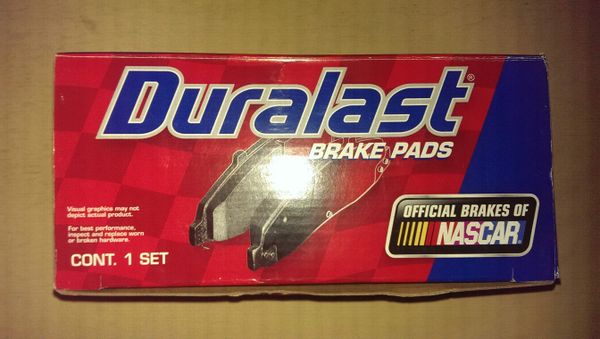 Duralast®
BRAKE PADS
Visual graphics may not
depict actual product.
For best performance,
inspect and replace worn
or broken hardware.
CONT. 1 SET
OFFICIAL BRAKES OF
NASCAR